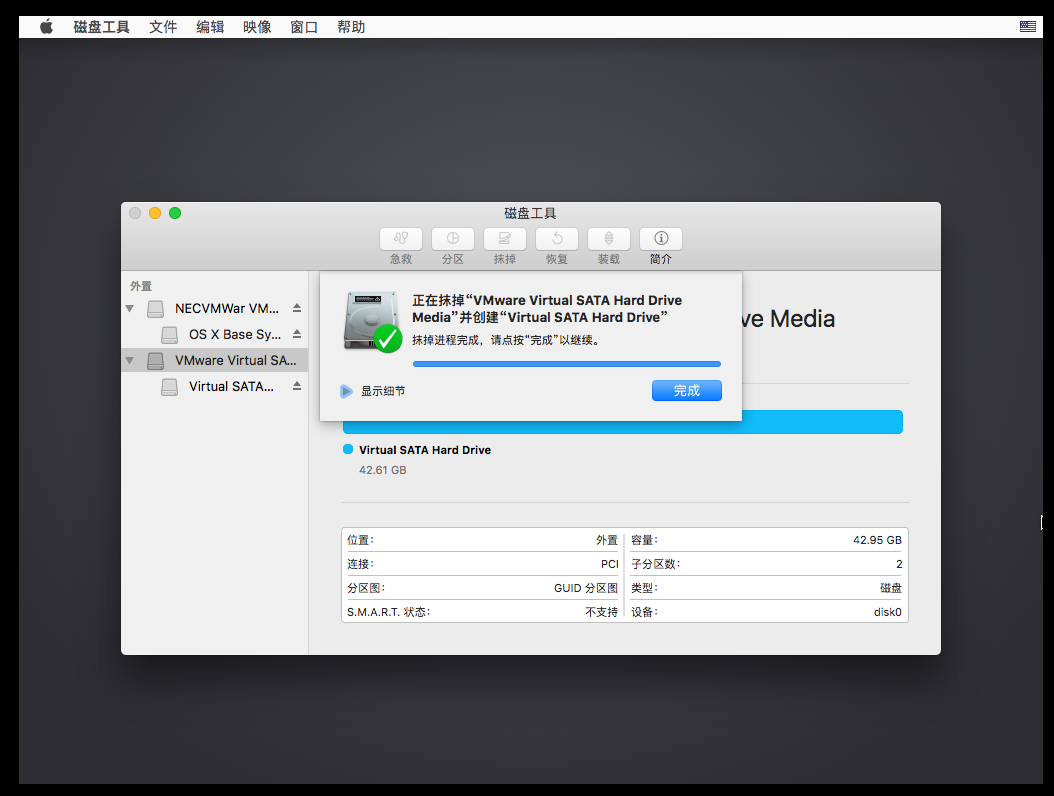 磁盘工具 文件 编辑 映像 窗口 帮助
磁盘工具
急救 分区 抹掉 恢复 装载 简介
外置
NECVMWar VM...
OS X Base Sy...
VMware Virtual SA...
Virtual SATA...
正在抹掉“VMware Virtual SATA Hard Drive
Media”并创建“Virtual SATA Hard Drive”
抹掉进程完成，请点按“完成”以继续。
显示细节
完成
ve Media
Virtual SATA Hard Drive
42.61 GB
位置： 外置 容量： 42.95 GB
连接： PCI 子分区数： 2
分区图： GUID 分区图 类型： 磁盘
S.M.A.R.T. 状态： 不支持 设备： disk0